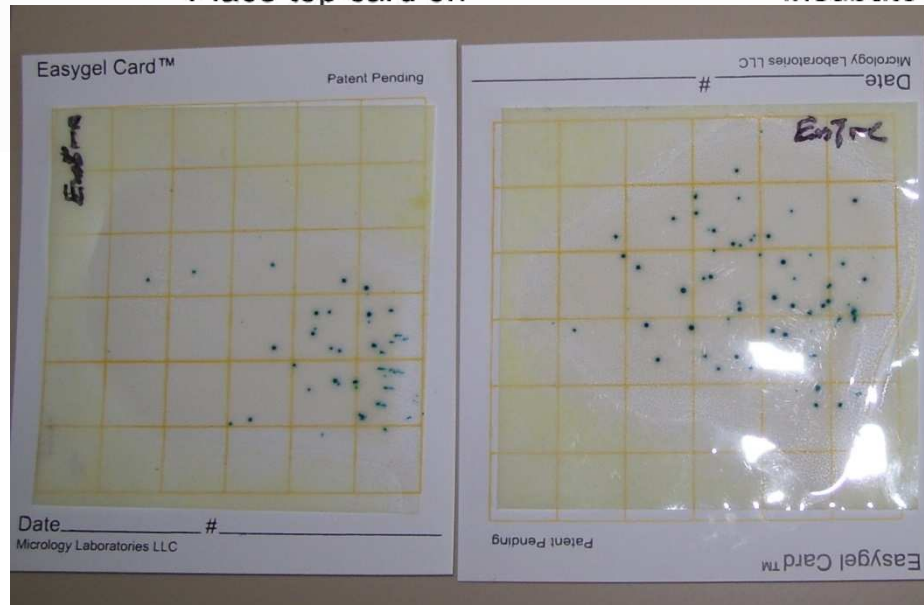 Easygel Card™
Patent Pending
Date #
Micrology Laboratories LLC
Micrology Laboratories LLC
Date #
Patent Pending
Easygel Card™